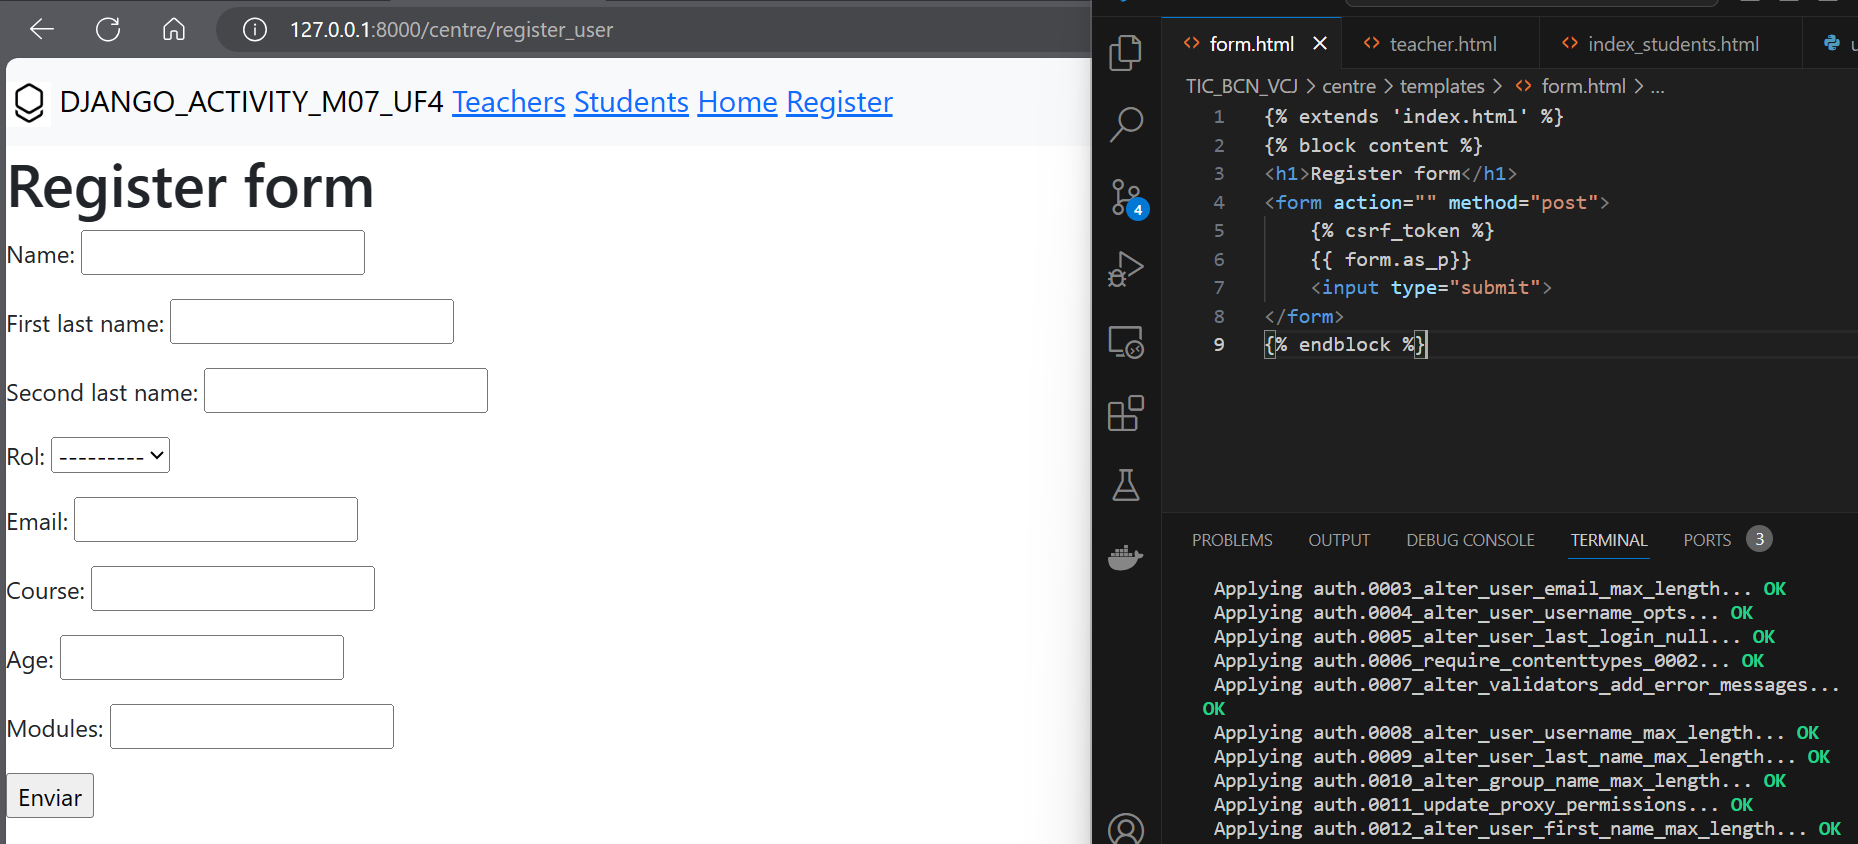 127.0.0.1:8000/centre/register_user
DJANGO_ACTIVITY_M07_UF4 Teachers Students Home Register
Register form
Name:
First last name:
Second last name:
Rol: ---------
Email:
Course:
Age:
Modules:
Enviar
form.html
teacher.html
index_students.html
TIC_BCN_VCJ > centre > templates > form.html > ...
1 {% extends 'index.html' %}
2 {% block content %}
3 <h1>Register form</h1>
4 <form action="" method="post">
5 {% csrf_token %}
6 {{ form.as_p}}
7 <input type="submit">
8 </form>
9 {% endblock %}
4
PROBLEMS OUTPUT DEBUG CONSOLE TERMINAL PORTS 3
Applying auth.0003_alter_user_email_max_length... OK
Applying auth.0004_alter_user_username_opts... OK
Applying auth.0005_alter_user_last_login_null... OK
Applying auth.0006_require_contenttypes_0002... OK
Applying auth.0007_alter_validators_add_error_messages...
OK
Applying auth.0008_alter_user_username_max_length... OK
Applying auth.0009_alter_user_last_name_max_length... OK
Applying auth.0010_alter_group_name_max_length... OK
Applying auth.0011_update_proxy_permissions... OK
Applying auth.0012_alter_user_first_name_max_length... OK